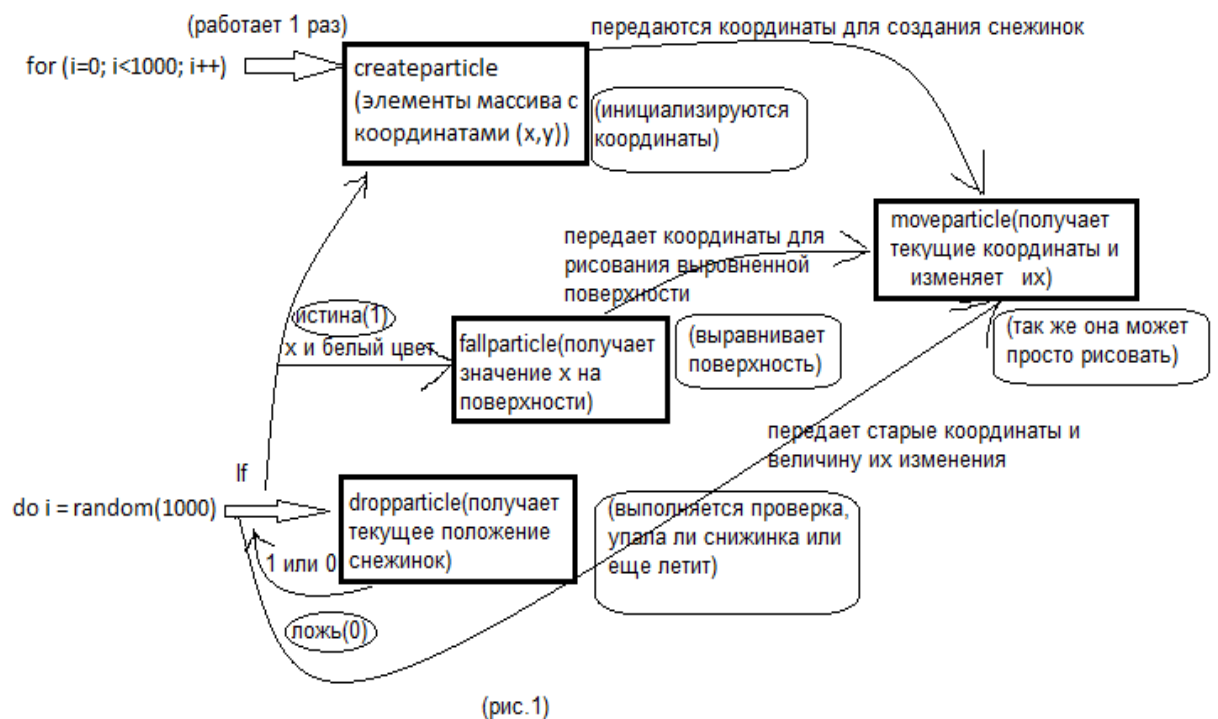 (работает 1 раз)
for (i=0; i<1000; i++)
createparticle
(элементы массива с
координатами (x,y))
передаются координаты для создания снежинок
(инициализируются
координаты)
moveparticle(получает
текущие координаты и
изменяет их)
(так же она может
просто рисовать)
передает координаты для
рисования выровненной
поверхности
истина(1)
x и белый цвет
fallparticle(получает
значение x на
поверхности)
(выравнивает
поверхность)
передает старые координаты и
величину их изменения
If
do i = random(1000)
dropparticle(получает
текущее положение
снежинок)
(выполняется проверка,
упала ли снижинка или
еще летит)
1 или 0
ложь(0)
(рис.1)